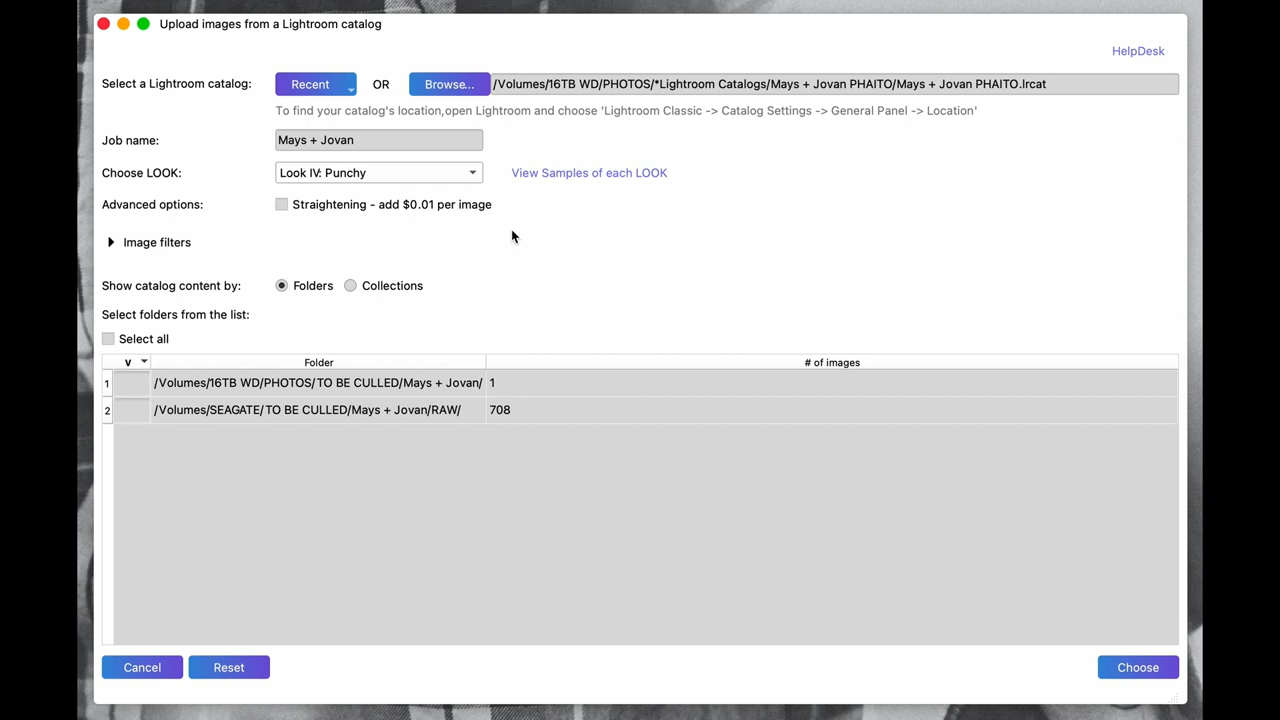 Upload images from a Lightroom catalog
HelpDesk
Select a Lightroom catalog: Recent OR Browse... /Volumes/16TB WD/PHOTOS/*Lightroom Catalogs/Mays + Jovan PHAITO/Mays + Jovan PHAITO.lrcat
To find your catalog's location,open Lightroom and choose 'Lightroom Classic -> Catalog Settings -> General Panel -> Location'
Job name: Mays + Jovan
Choose LOOK: Look IV: Punchy View Samples of each LOOK
Advanced options: Straightening - add $0.01 per image
Image filters
Show catalog content by: Folders Collections
Select folders from the list:
Select all
v Folder # of images
1 /Volumes/16TB WD/PHOTOS/TO BE CULLED/Mays + Jovan/ 1
2 /Volumes/SEAGATE/TO BE CULLED/Mays + Jovan/RAW/ 708
Cancel Reset Choose